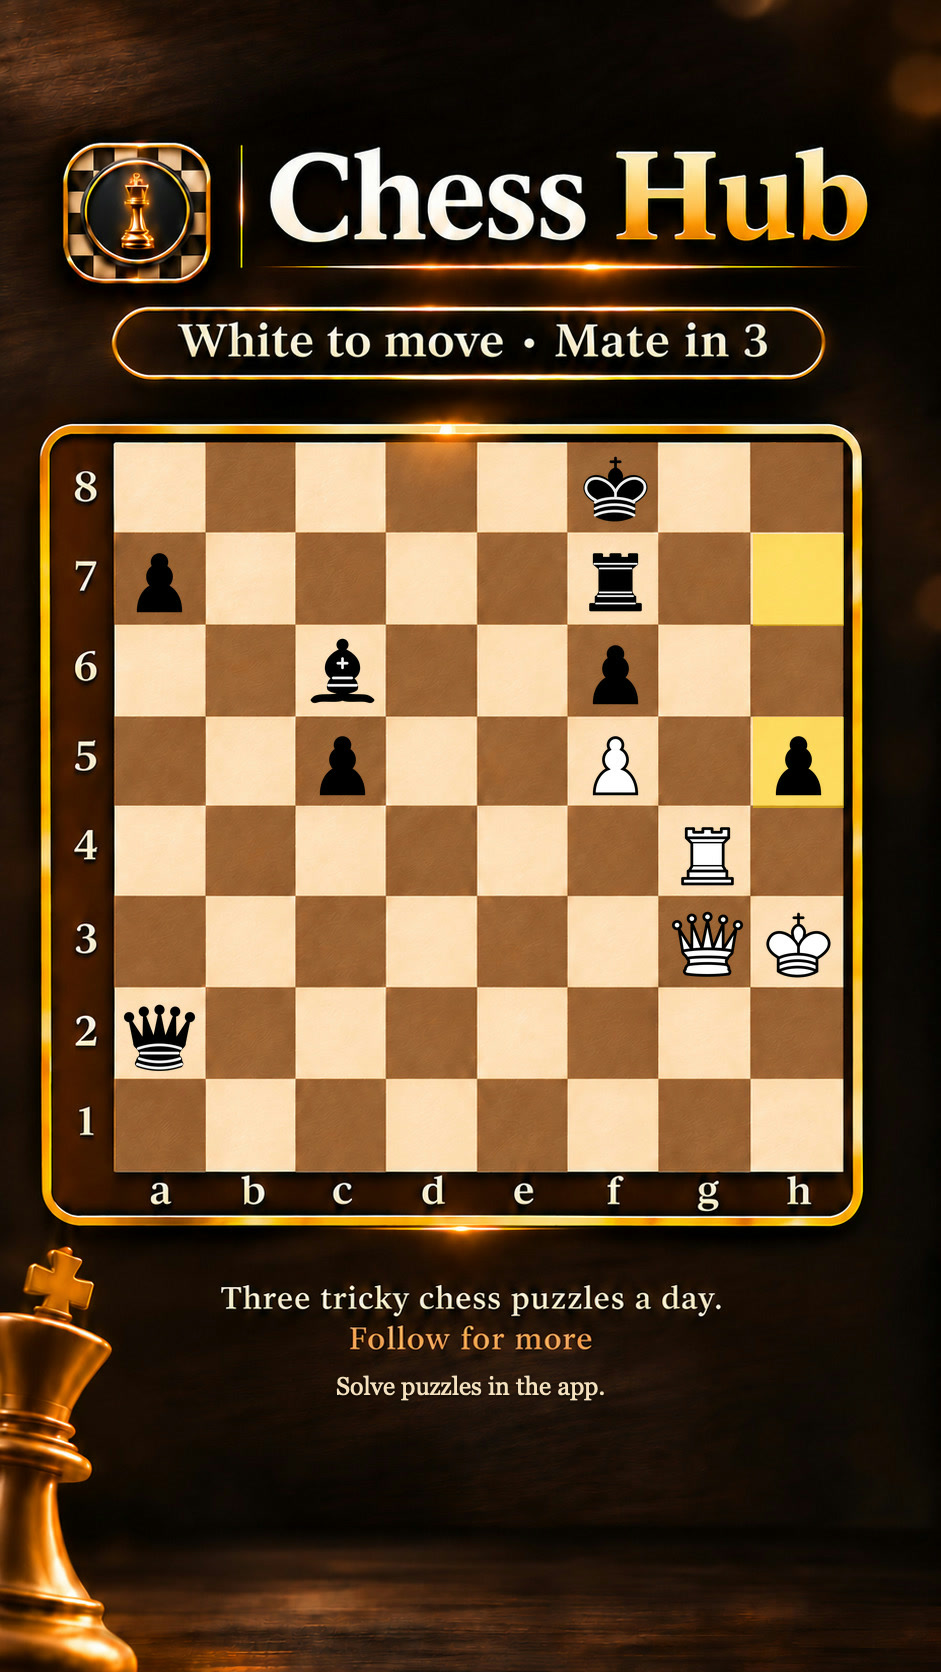 Chess Hub
White to move • Mate in 3
8
7
6
5
4
3
2
1
a b c d e f g h
Three tricky chess puzzles a day.
Follow for more
Solve puzzles in the app.